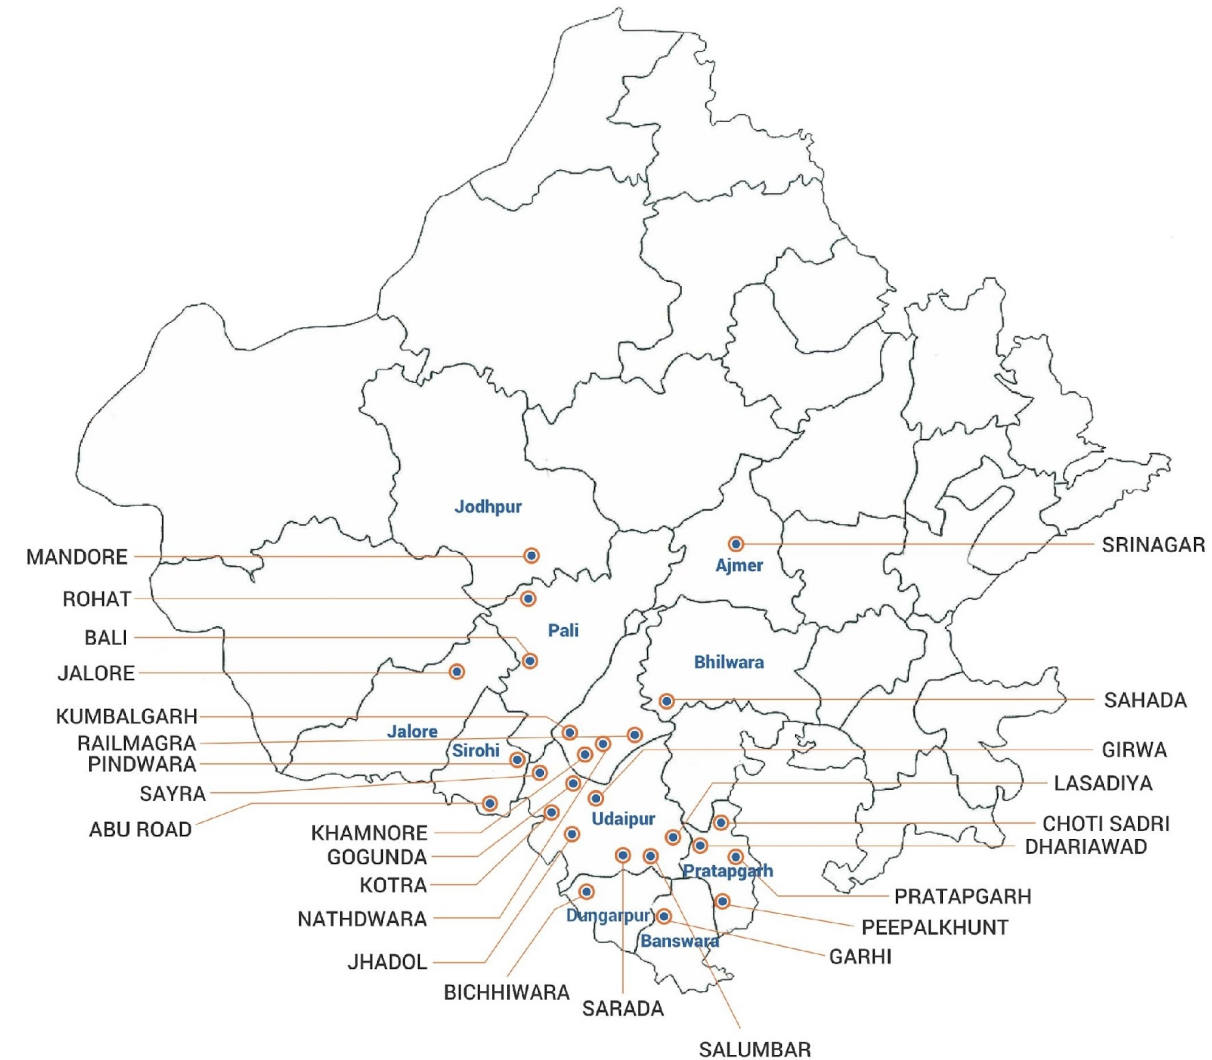 Jodhpur
MANDORE
SRINAGAR
Ajmer
ROHAT
Pali
BALI
Bhilwara
JALORE
SAHADA
KUMBALGARH
Jalore
RAILMAGRA
Sirohi
GIRWA
PINDWARA
LASADIYA
SAYRA
Udaipur
CHOTI SADRI
ABU ROAD
KHAMNORE
DHARIAWAD
GOGUNDA
Pratapgarh
KOTRA
PRATAPGARH
NATHDWARA
Dungarpur
PEEPALKHUNT
Banswara
GARHI
JHADOL
BICHHIWARA
SARADA
SALUMBAR